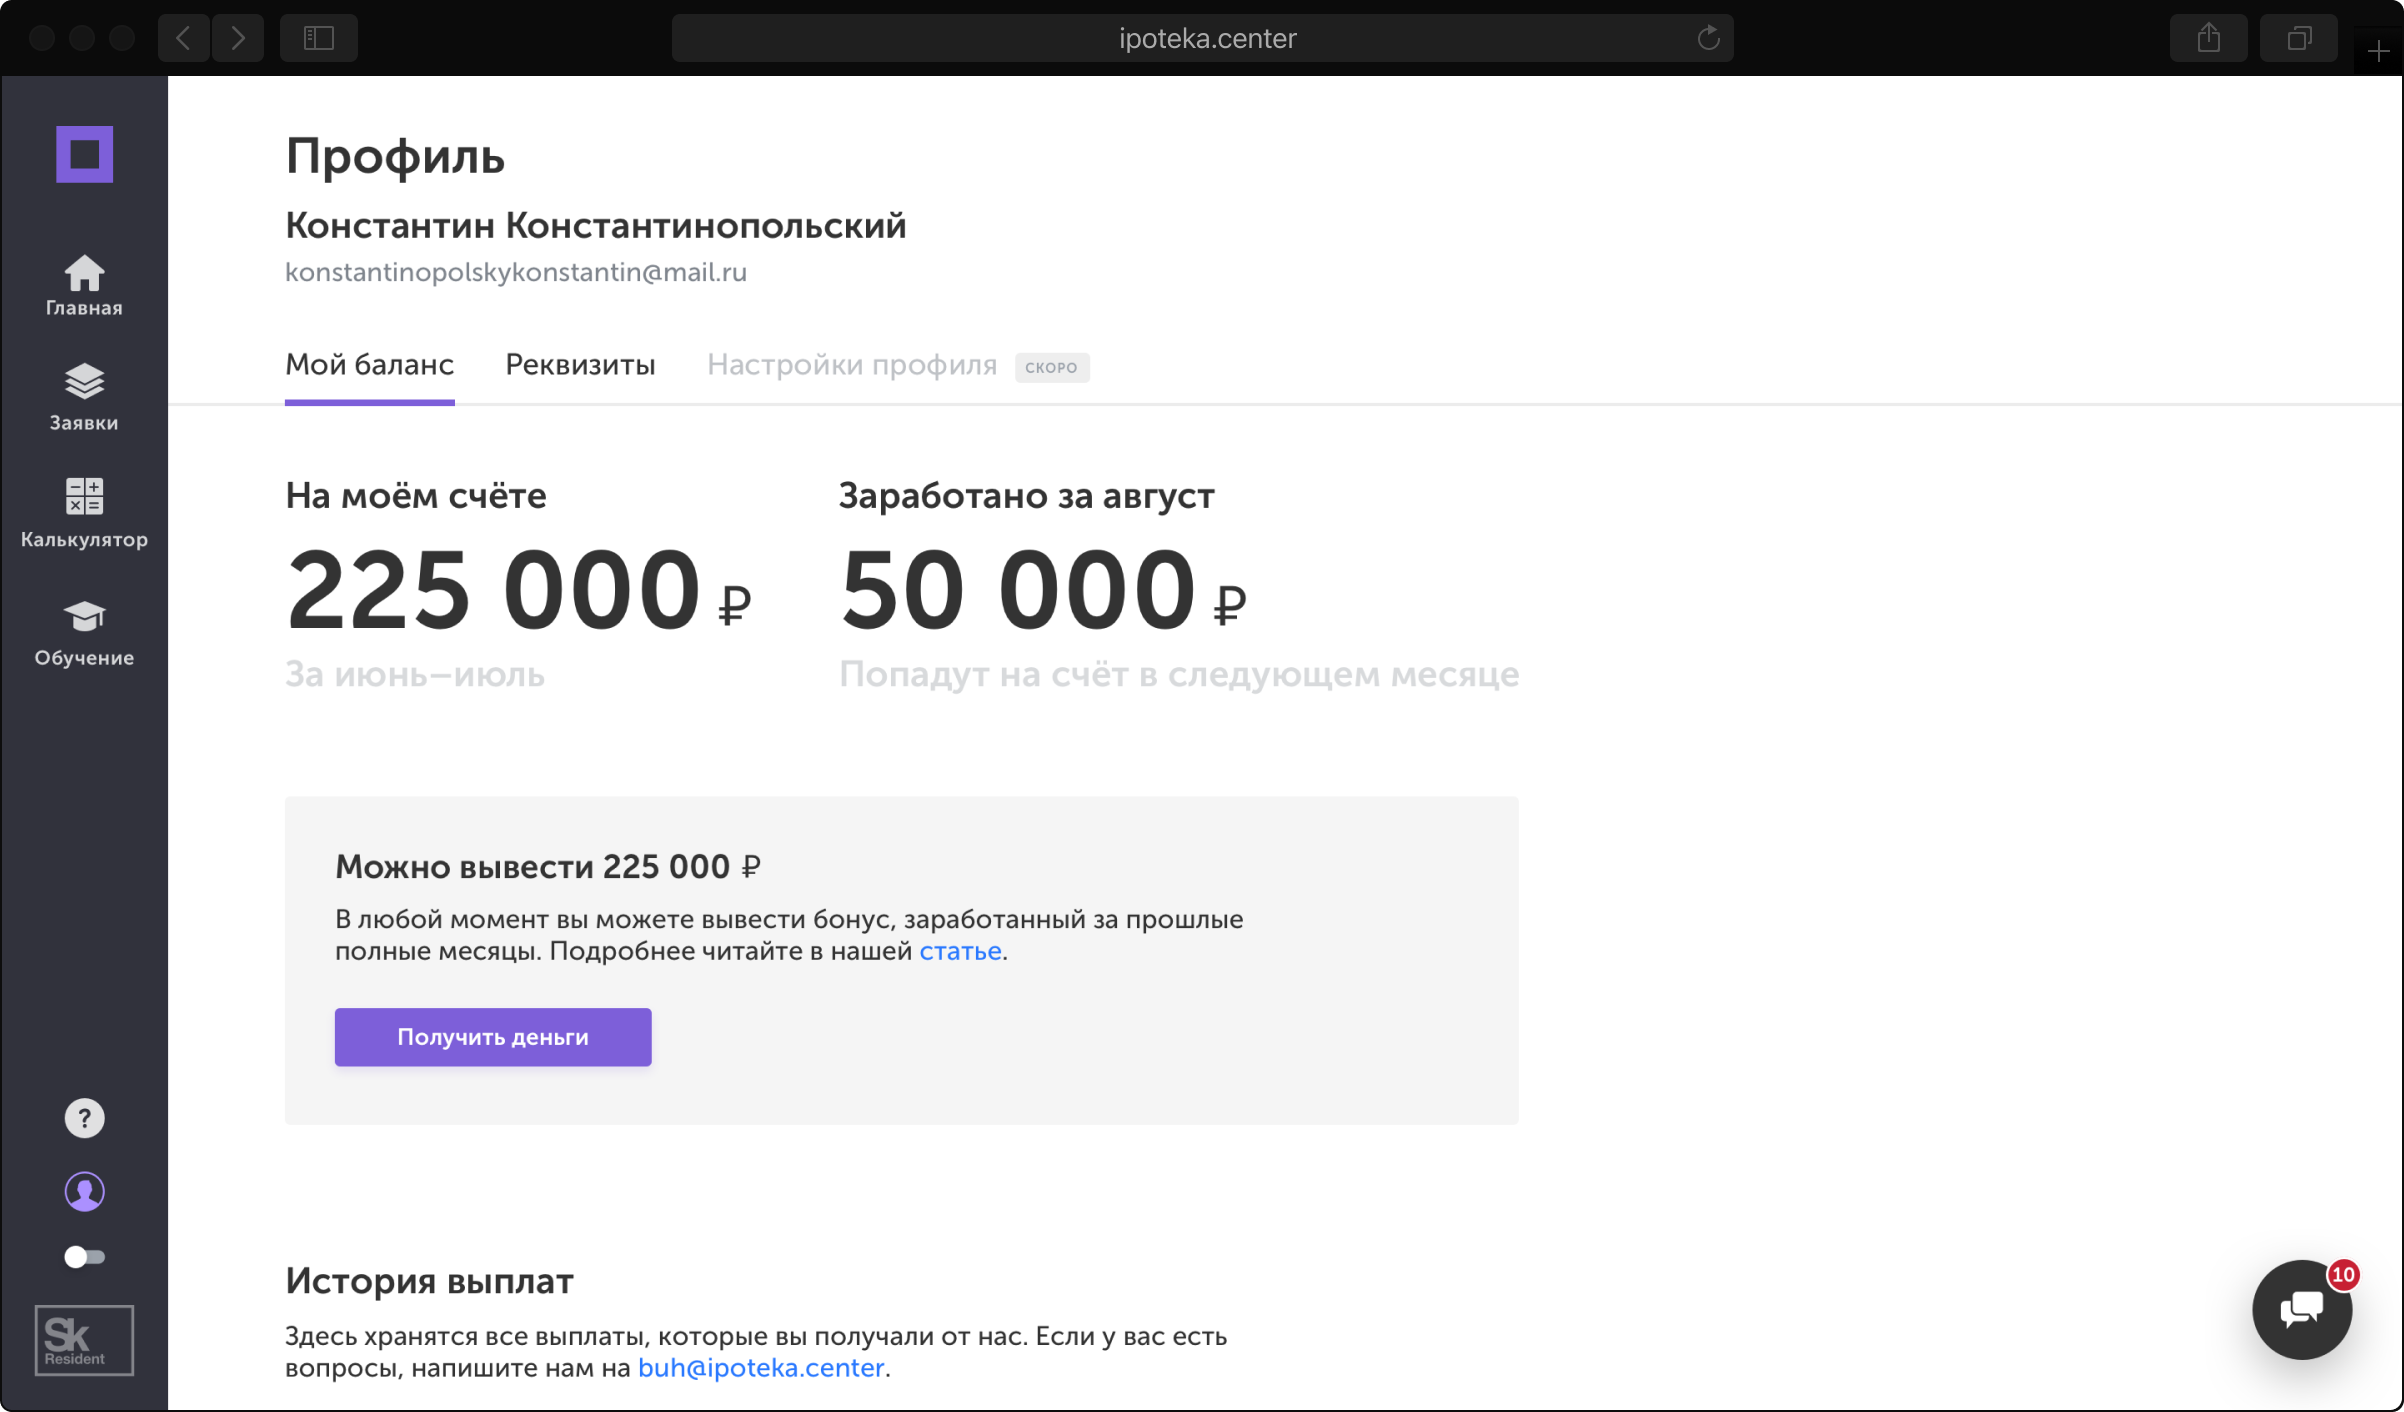 ipoteka.center
Профиль
Константин Константинопольский
konstantinopolskykonstantin@mail.ru
Главная
Заявки
Калькулятор
Обучение
Мой баланс
Реквизиты
Настройки профиля
СКОРО
На моём счёте
225 000 ₽
За июнь–июль
Заработано за август
50 000 ₽
Попадут на счёт в следующем месяце
Можно вывести 225 000 ₽
В любой момент вы можете вывести бонус, заработанный за прошлые
полные месяцы. Подробнее читайте в нашей статье.
Получить деньги
История выплат
Здесь хранятся все выплаты, которые вы получали от нас. Если у вас есть
вопросы, напишите нам на buh@ipoteka.center.
?
Sk
Resident
10